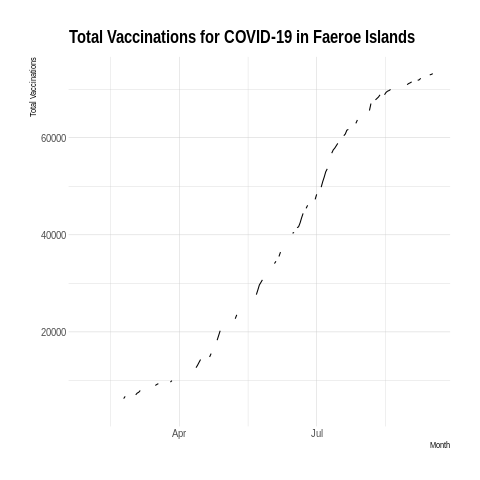 Total Vaccinations for COVID-19 in Faeroe Islands
Total Vaccinations
60000
40000
20000
Apr
Jul
Month